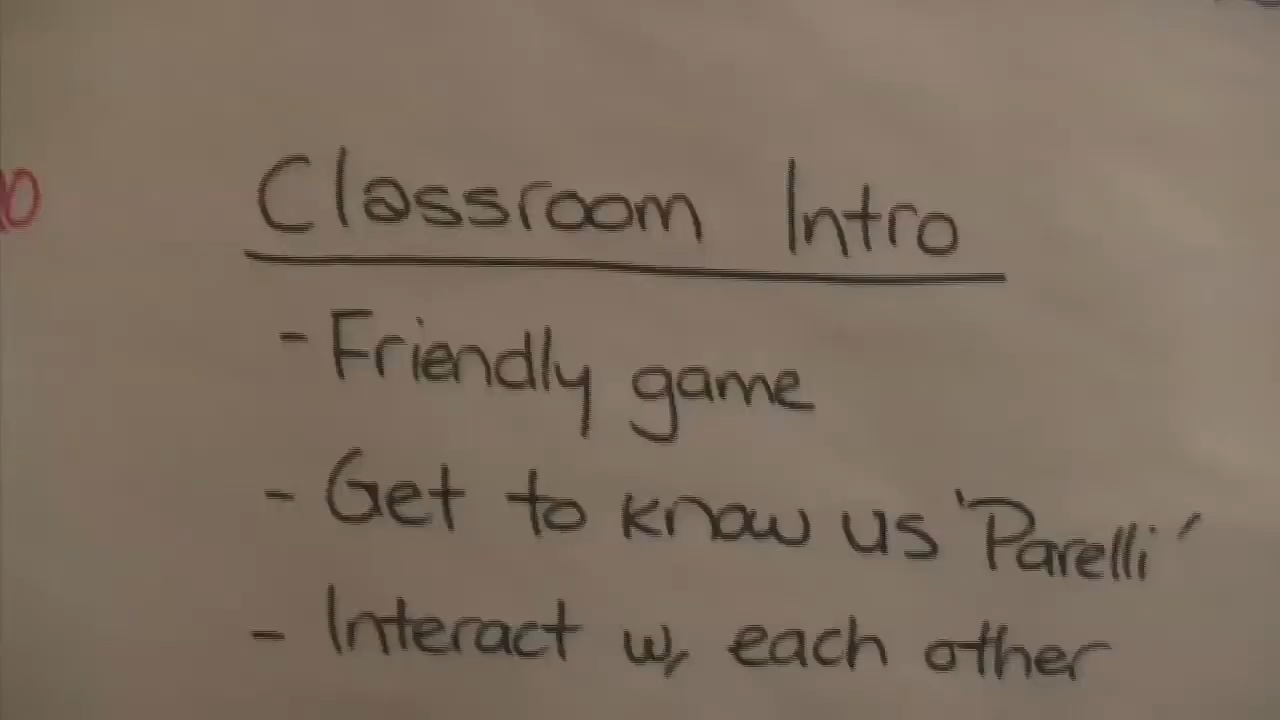 Classroom Intro
- Friendly game
- Get to know us 'Parelli'
- Interact w/ each other